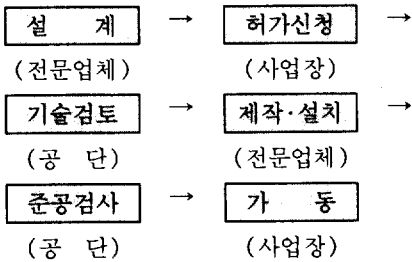 설 계 → 허가신청 →
(전문업체) (사업장)
기술검토 → 제작·설치 →
(공 단) (전문업체)
준공검사 → 가 동
(공 단) (사업장)